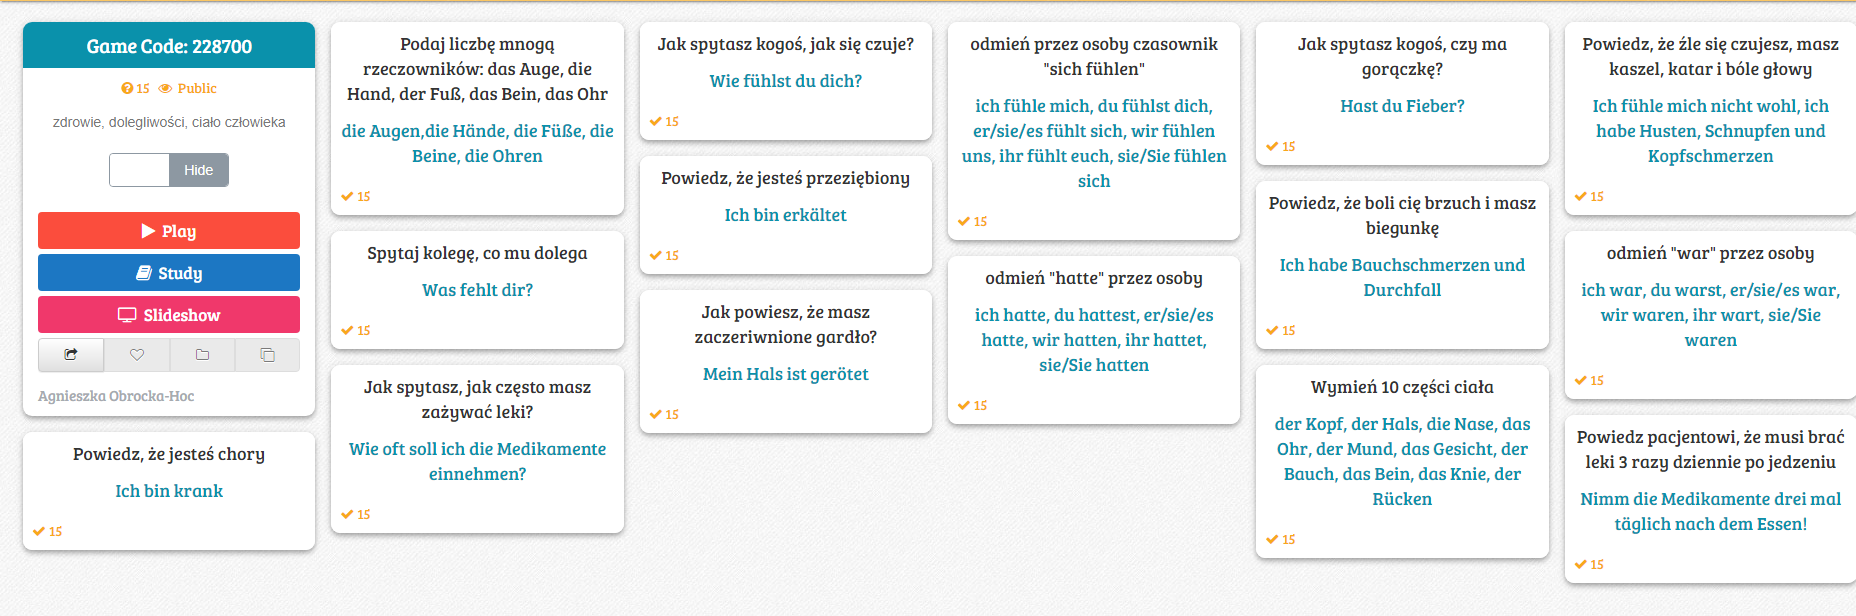 Game Code: 228700
15 Public
zdrowie, dolegliwości, ciało człowieka
Hide
Play
Study
Slideshow
Agnieszka Obrocka-Hoc
Powiedz, że jesteś chory
Ich bin krank
15
Podaj liczbę mnogą
rzeczowników: das Auge, die
Hand, der Fuß, das Bein, das Ohr
die Augen,die Hände, die Füße, die
Beine, die Ohren
15
Spytaj kolegę, co mu dolega
Was fehlt dir?
15
Jak spytasz, jak często masz
zażywać leki?
Wie oft soll ich die Medikamente
einnehmen?
15
Jak spytasz kogoś, jak się czuje?
Wie fühlst du dich?
15
Powiedz, że jesteś przeziębiony
Ich bin erkältet
15
Jak powiesz, że masz
zaczeriwnione gardło?
Mein Hals ist gerötet
15
odmień przez osoby czasownik
"sich fühlen"
ich fühle mich, du fühlst dich,
er/sie/es fühlt sich, wir fühlen
uns, ihr fühlt euch, sie/Sie fühlen
sich
15
odmień "hatte" przez osoby
ich hatte, du hattest, er/sie/es
hatte, wir hatten, ihr hattet,
sie/Sie hatten
15
Jak spytasz kogoś, czy ma
gorączkę?
Hast du Fieber?
15
Powiedz, że boli cię brzuch i masz
biegunkę
Ich habe Bauchschmerzen und
Durchfall
15
Wymień 10 części ciała
der Kopf, der Hals, die Nase, das
Ohr, der Mund, das Gesicht, der
Bauch, das Bein, das Knie, der
Rücken
15
Powiedz, że źle się czujesz, masz
kaszel, katar i bóle głowy
Ich fühle mich nicht wohl, ich
habe Husten, Schnupfen und
Kopfschmerzen
15
odmień "war" przez osoby
ich war, du warst, er/sie/es war,
wir waren, ihr wart, sie/Sie
waren
15
Powiedz pacjentowi, że musi brać
leki 3 razy dziennie po jedzeniu
Nimm die Medikamente drei mal
täglich nach dem Essen!
15